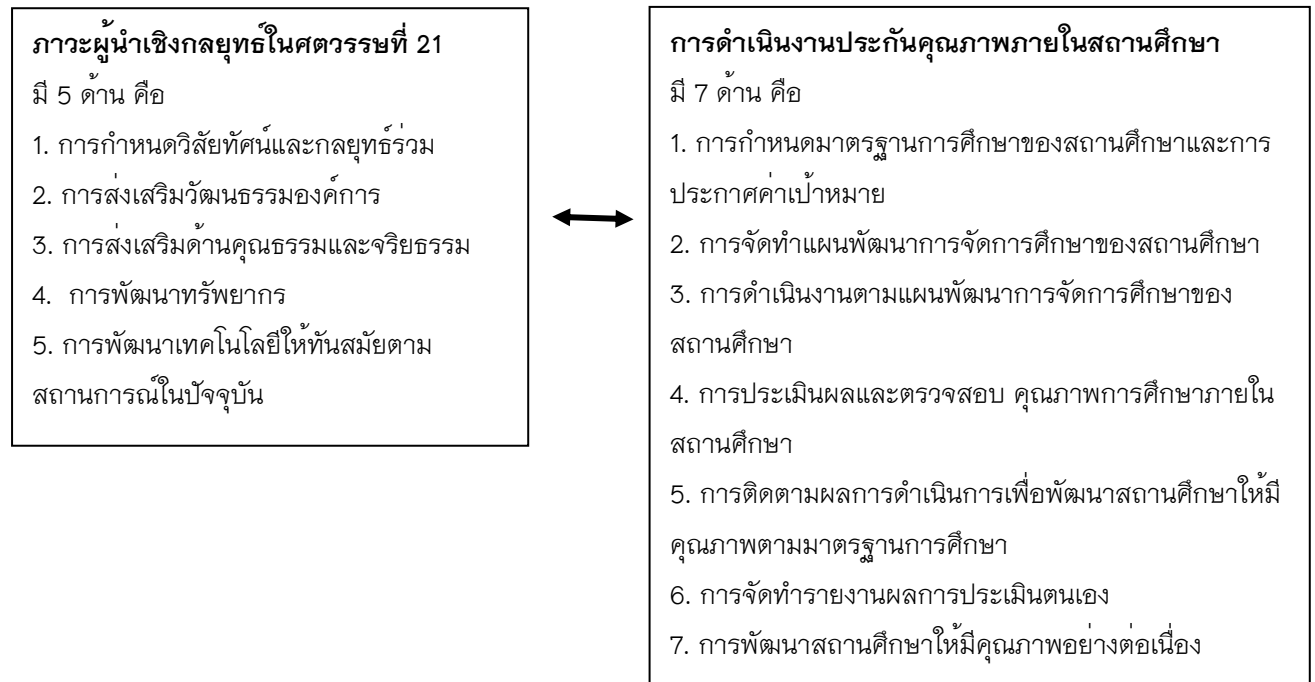 ภาวะผู้นำเชิงกลยุทธ์ในศตวรรษที่ 21
มี 5 ด้าน คือ
1. การกำหนดวิสัยทัศน์และกลยุทธ์ร่วม
2. การส่งเสริมวัฒนธรรมองค์การ
3. การส่งเสริมด้านคุณธรรมและจริยธรรม
4. การพัฒนาทรัพยากร
5. การพัฒนาเทคโนโลยีให้ทันสมัยตาม
สถานการณ์ในปัจจุบัน
การดำเนินงานประกันคุณภาพภายในสถานศึกษา
มี 7 ด้าน คือ
1. การกำหนดมาตรฐานการศึกษาของสถานศึกษาและการ
ประกาศค่าเป้าหมาย
2. การจัดทำแผนพัฒนาการจัดการศึกษาของสถานศึกษา
3. การดำเนินงานตามแผนพัฒนาการจัดการศึกษาของ
สถานศึกษา
4. การประเมินผลและตรวจสอบ คุณภาพการศึกษาภายใน
สถานศึกษา
5. การติดตามผลการดำเนินการเพื่อพัฒนาสถานศึกษาให้มี
คุณภาพตามมาตรฐานการศึกษา
6. การจัดทำรายงานผลการประเมินตนเอง
7. การพัฒนาสถานศึกษาให้มีคุณภาพอย่างต่อเนื่อง